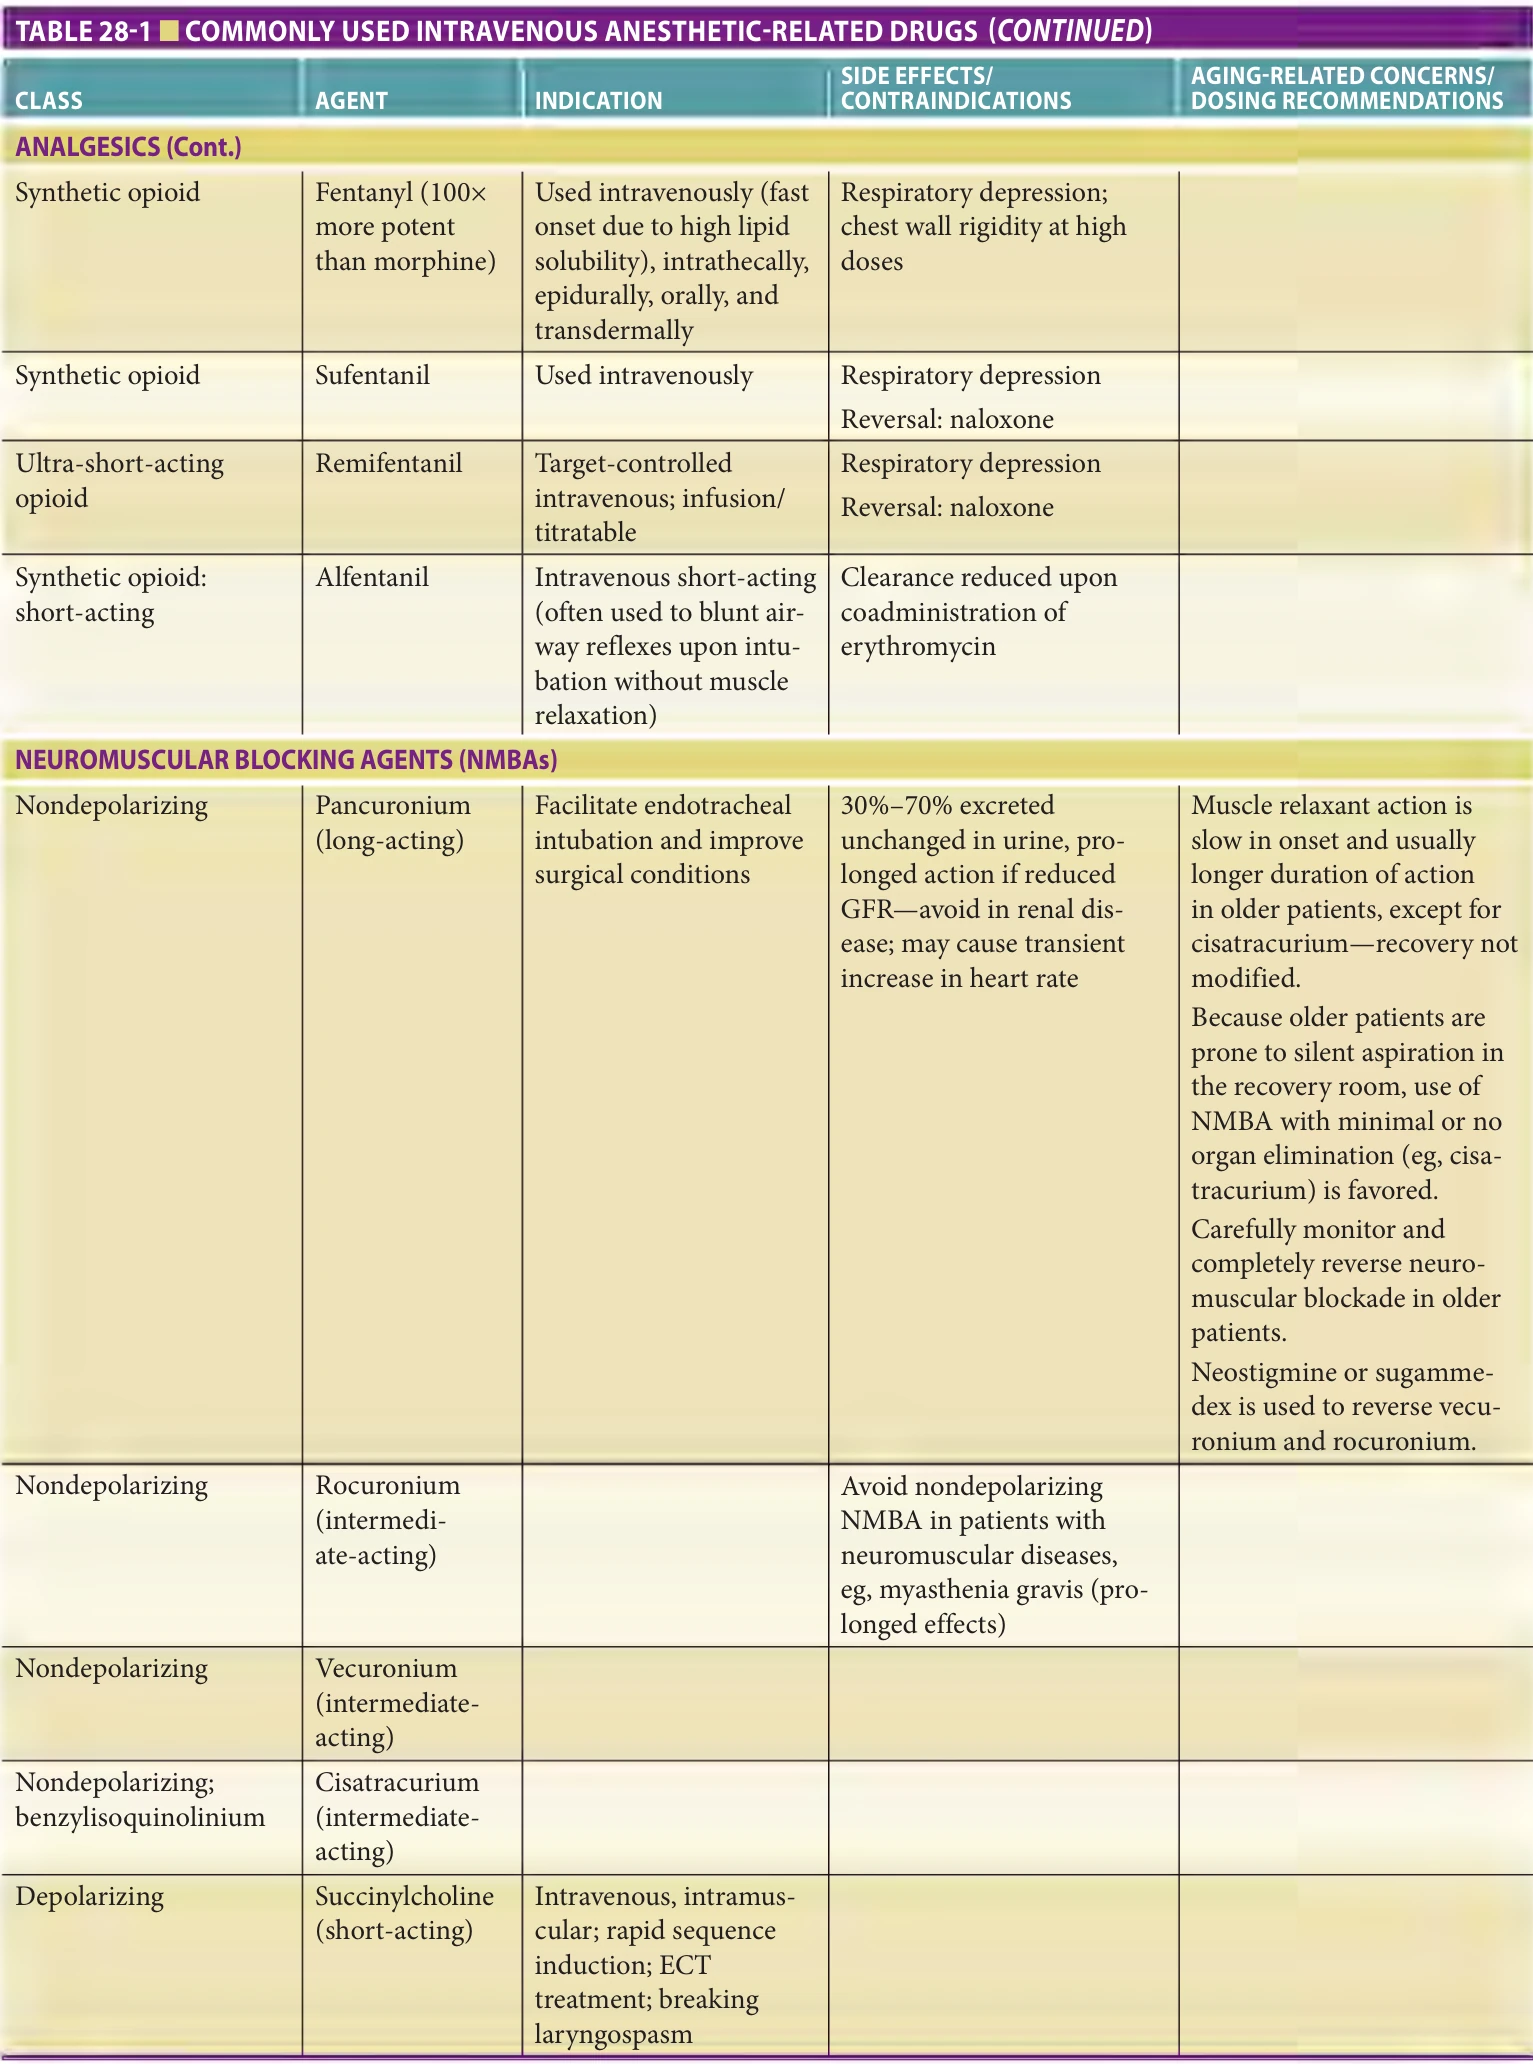 TABLE 28-1 ■ COMMONLY USED INTRAVENOUS ANESTHETIC-RELATED DRUGS (CONTINUED)
CLASS
AGENT
INDICATION
SIDE EFFECTS/
CONTRAINDICATIONS
AGING-RELATED CONCERNS/
DOSING RECOMMENDATIONS
ANALGESICS (Cont.)
Synthetic opioid
Fentanyl (100×
more potent
than morphine)
Used intravenously (fast
onset due to high lipid
solubility), intrathecally,
epidurally, orally, and
transdermally
Respiratory depression;
chest wall rigidity at high
doses
Synthetic opioid
Sufentanil
Used intravenously
Respiratory depression
Reversal: naloxone
Ultra-short-acting
opioid
Remifentanil
Target-controlled
intravenous; infusion/
titratable
Respiratory depression
Reversal: naloxone
Synthetic opioid:
short-acting
Alfentanil
Intravenous short-acting
(often used to blunt air-
way reflexes upon intu-
bation without muscle
relaxation)
Clearance reduced upon
coadministration of
erythromycin
NEUROMUSCULAR BLOCKING AGENTS (NMBAs)
Nondepolarizing
Pancuronium
(long-acting)
Facilitate endotracheal
intubation and improve
surgical conditions
30%–70% excreted
unchanged in urine, pro-
longed action if reduced
GFR—avoid in renal dis-
ease; may cause transient
increase in heart rate
Muscle relaxant action is
slow in onset and usually
longer duration of action
in older patients, except for
cisatracurium—recovery not
modified.
Because older patients are
prone to silent aspiration in
the recovery room, use of
NMBA with minimal or no
organ elimination (eg, cisa-
tracurium) is favored.
Carefully monitor and
completely reverse neuro-
muscular blockade in older
patients.
Neostigmine or sugamme-
dex is used to reverse vecu-
ronium and rocuronium.
Nondepolarizing
Rocuronium
(intermedi-
ate-acting)
Avoid nondepolarizing
NMBA in patients with
neuromuscular diseases,
eg, myasthenia gravis (pro-
longed effects)
Nondepolarizing
Vecuronium
(intermediate-
acting)
Nondepolarizing;
benzylisoquinolinium
Cisatracurium
(intermediate-
acting)
Depolarizing
Succinylcholine
(short-acting)
Intravenous, intramus-
cular; rapid sequence
induction; ECT
treatment; breaking
laryngospasm